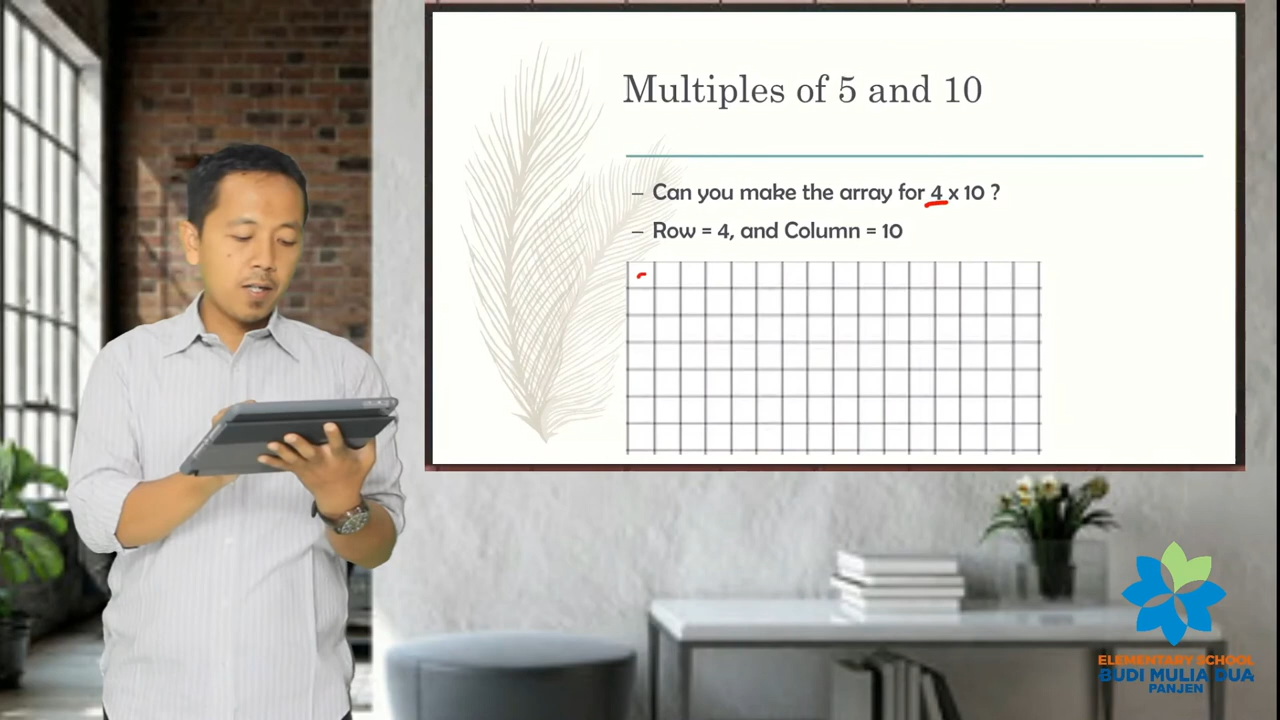 Multiples of 5 and 10
– Can you make the array for 4 x 10 ?
– Row = 4, and Column = 10
ELEMENTARY SCHOOL
BUDI MULIA DUA
PANJEN